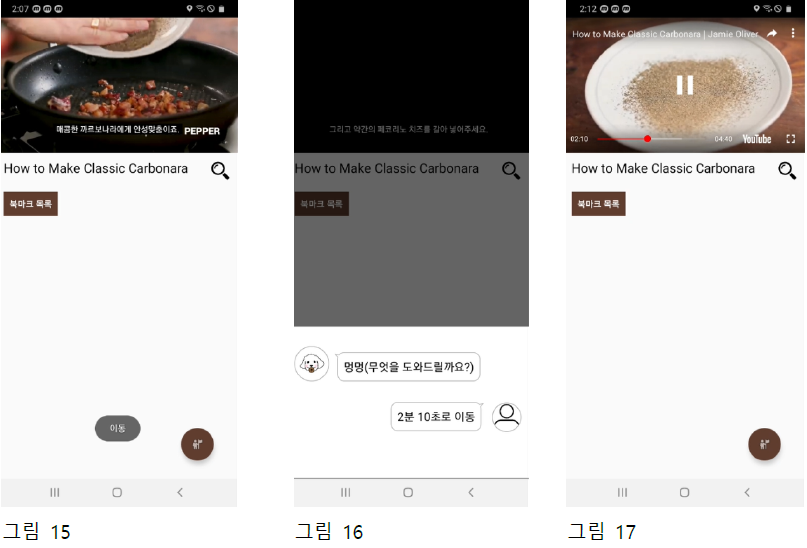 2:07
매콤한 까르보나라에게 안성맞춤이죠.
PEPPER
How to Make Classic Carbonara
북마크 목록
이동
그림 15
그리고 약간의 페코리노 치즈를 갈아 넣어주세요.
How to Make Classic Carbonara
북마크 목록
멍멍(무엇을 도와드릴까요?)
2분 10초로 이동
그림 16
2:12
How to Make Classic Carbonara | Jamie Oliver
02:10
04:40
YouTube
How to Make Classic Carbonara
북마크 목록
그림 17